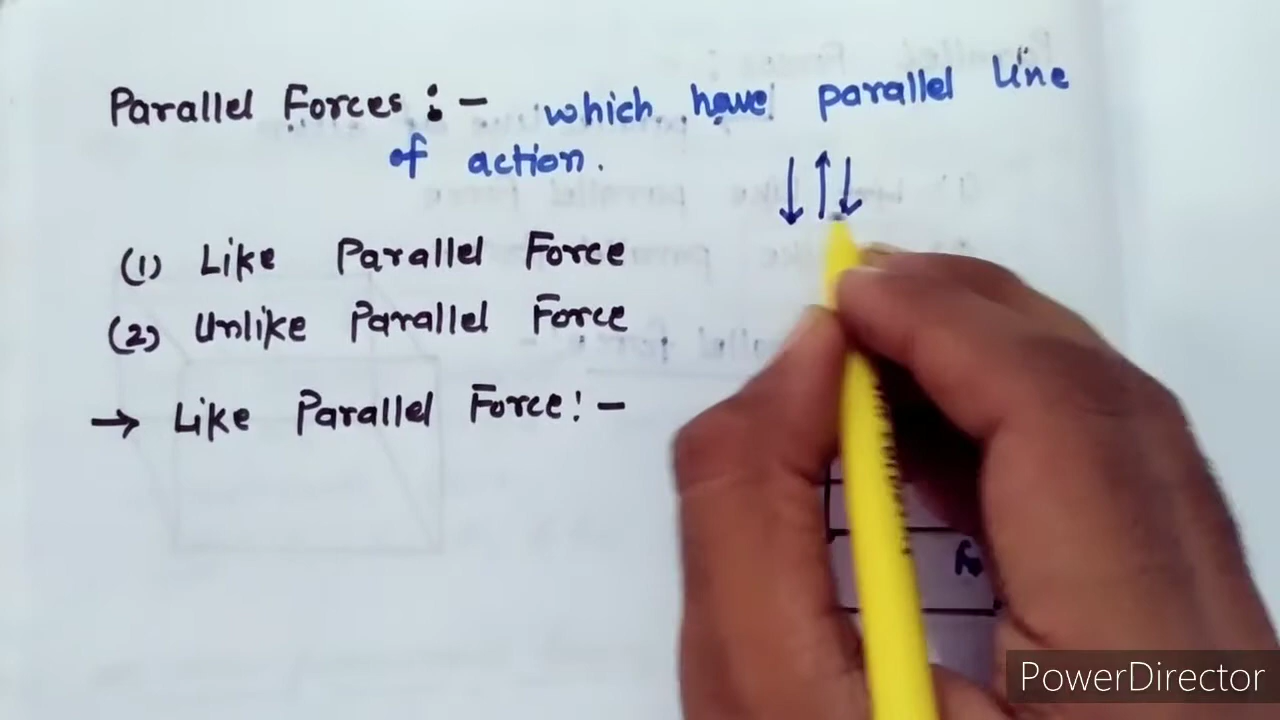 Parallel Forces :- which have parallel line
of action.
(1) Like Parallel Force
(2) Unlike Parallel Force
→ Like Parallel Force:-
PowerDirector